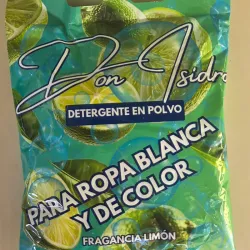 Don Isidro
DETERGENTE EN POLVO
PARA ROPA BLANCA
Y DE COLOR
FRAGANCIA LIMÓN